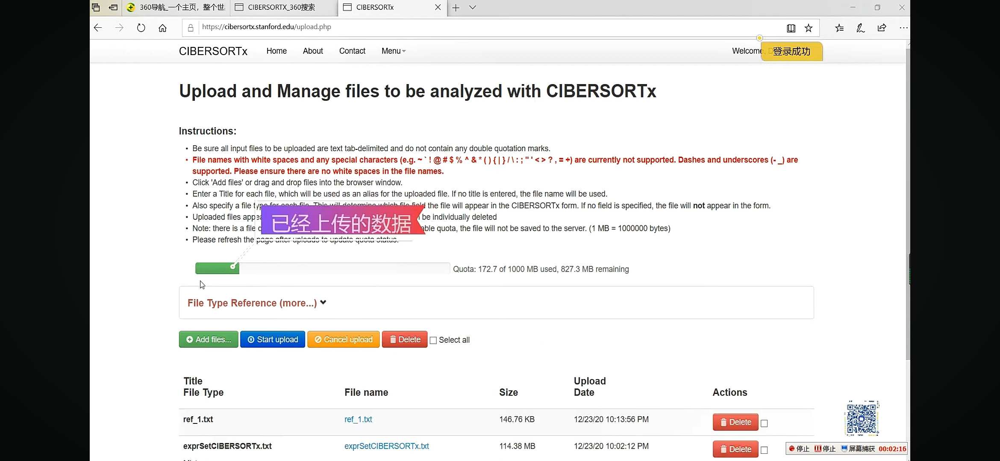 360导航_一个主页，整个世
CIBERSORTX_360搜索
CIBERSORTx
https://cibersortx.stanford.edu/upload.php
CIBERSORTx Home About Contact Menu Welcome, 登录成功
Upload and Manage files to be analyzed with CIBERSORTx
Instructions:
• Be sure all input files to be uploaded are text tab-delimited and do not contain any double quotation marks.
• File names with white spaces and any special characters (e.g. ~ ` ! @ # $ % ^ & * ( ) { | } / \ : ; " ' < > ? , = +) are currently not supported. Dashes and underscores (- _) are
supported. Please ensure there are no white spaces in the file names.
• Click 'Add files' or drag and drop files into the browser window.
• Enter a Title for each file, which will be used as an alias for the uploaded file. If no title is entered, the file name will be used.
• Also specify a file type for each file. This will determine which file field the file will appear in the CIBERSORTx form. If no field is specified, the file will not appear in the form.
• Uploaded files be individually deleted
已经上传的数据
• Note: there is a file quota, the file will not be saved to the server. (1 MB = 1000000 bytes)
• Please refresh the page after uploads to update quota status.
Quota: 172.7 of 1000 MB used, 827.3 MB remaining
File Type Reference (more...)
Add files... Start upload Cancel upload Delete Select all
Title
File Type File name Size Upload
Date Actions
ref_1.txt ref_1.txt 146.76 KB 12/23/20 10:13:56 PM Delete
exprSetCIBERSORTx.txt exprSetCIBERSORTx.txt 114.38 MB 12/23/20 10:02:12 PM Delete
停止 停止 屏幕捕获 00:02:16